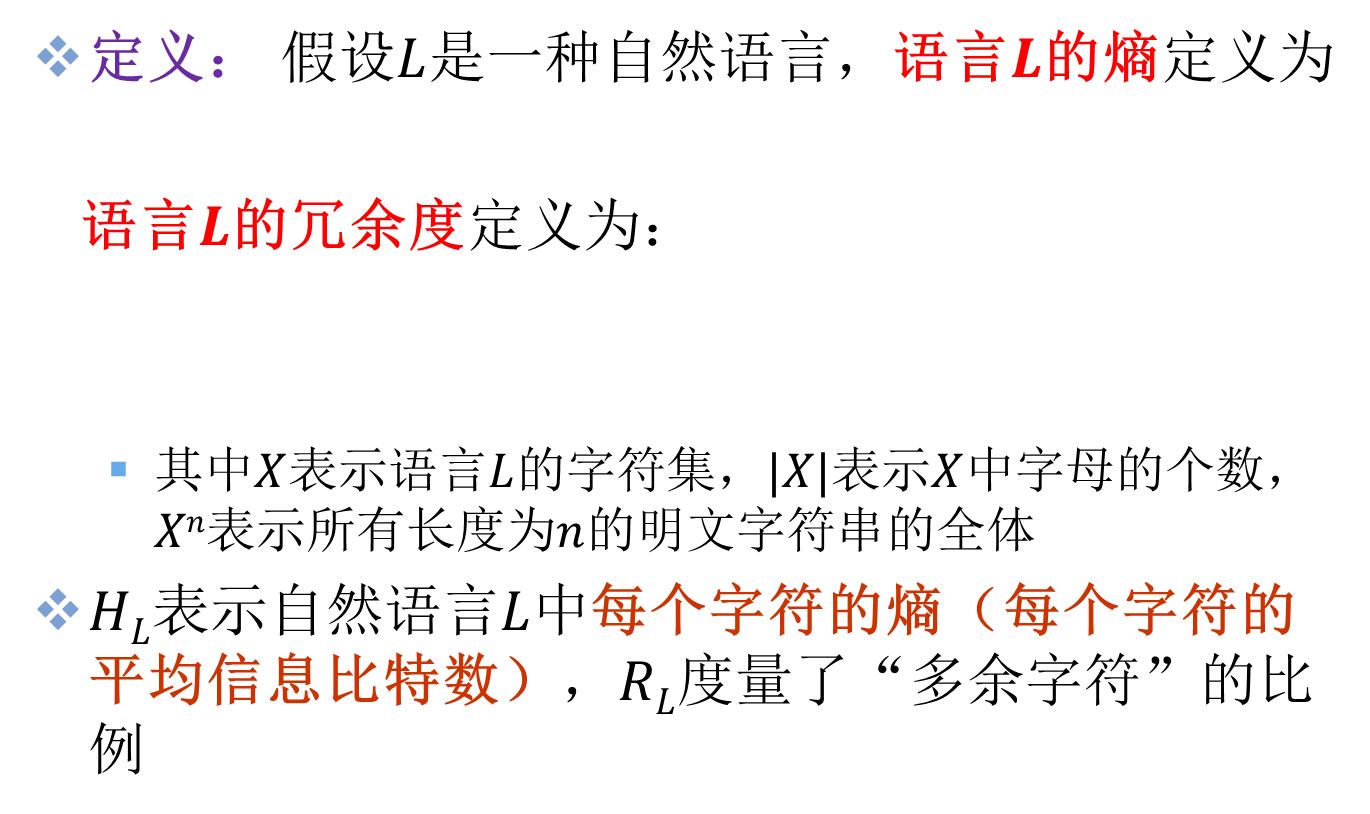 ❖定义： 假设L是一种自然语言，语言L的熵定义为
语言L的冗余度定义为：
▪ 其中X表示语言L的字符集，|X|表示X中字母的个数，
Xⁿ表示所有长度为n的明文字符串的全体
❖H_L表示自然语言L中每个字符的熵（每个字符的
平均信息比特数），R_L度量了“多余字符”的比
例